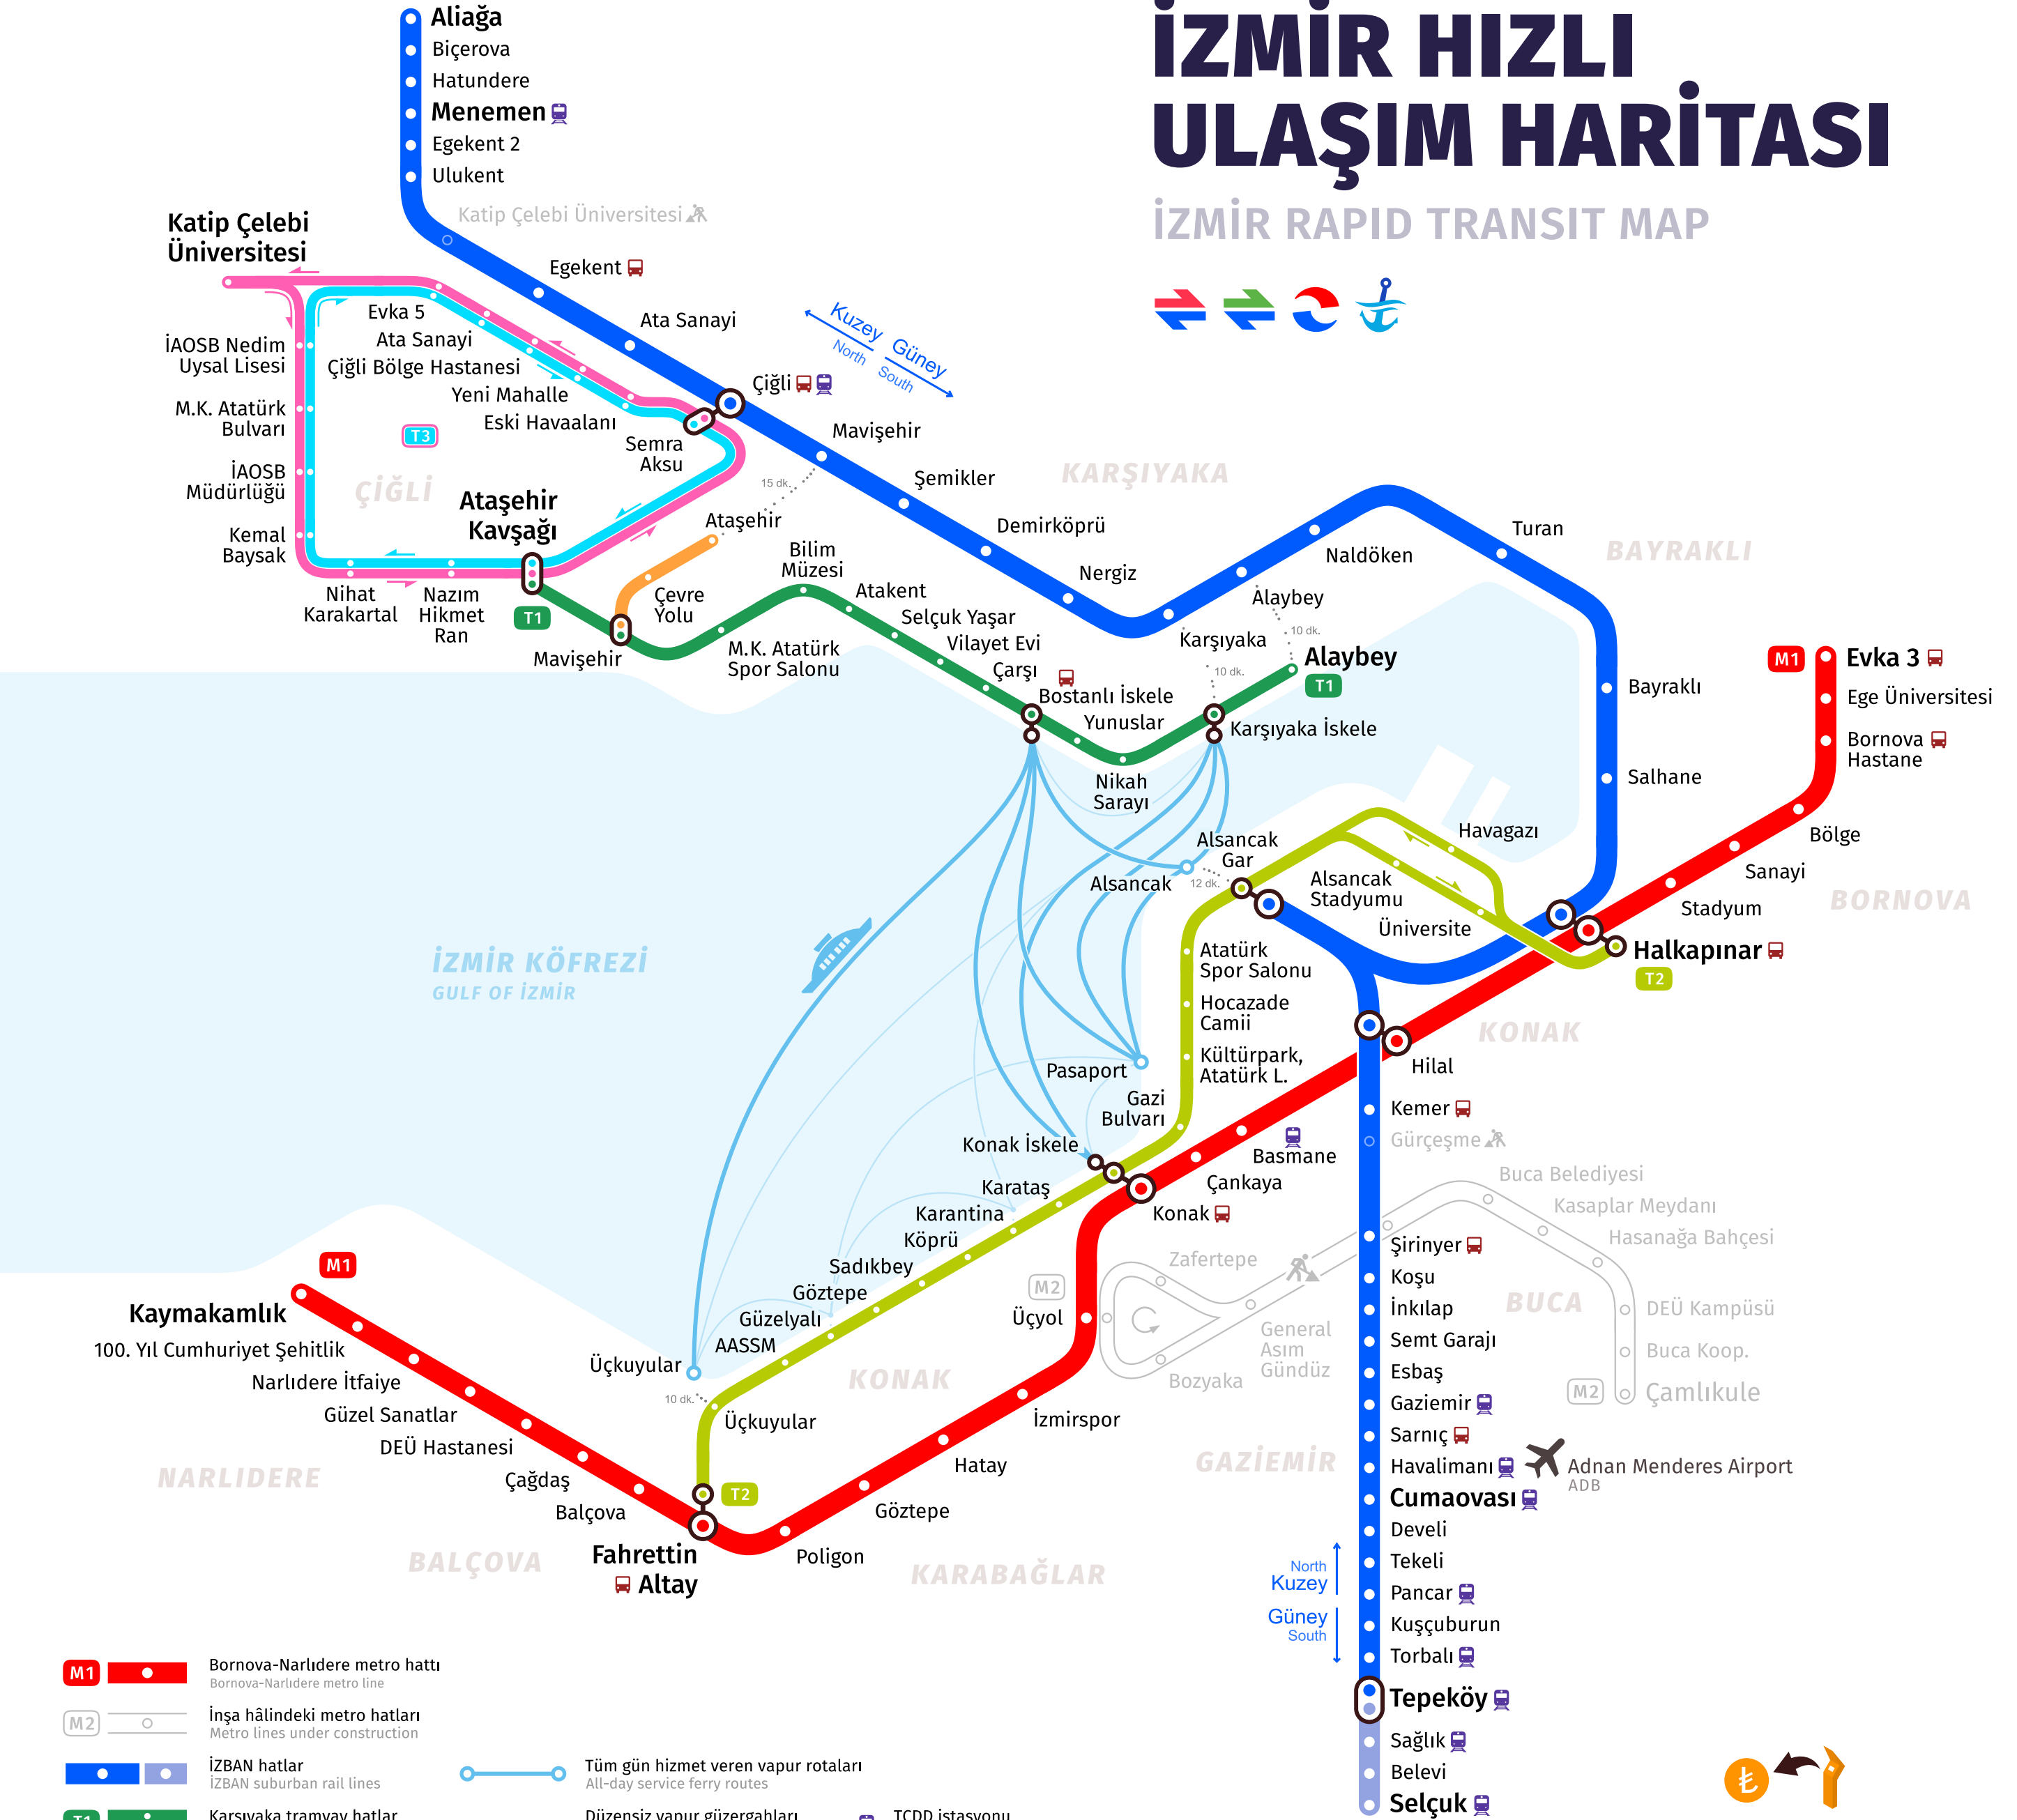 İZMİR HIZLI
ULAŞIM HARİTASI
İZMİR RAPID TRANSIT MAP
Aliağa
Biçerova
Hatundere
Menemen
Egekent 2
Ulukent
Katip Çelebi Üniversitesi
Egekent
Ata Sanayi
Kuzey Güney
North South
Çiğli
Mavişehir
Şemikler
Demirköprü
Nergiz
Karşıyaka
Alaybey
Naldöken
Turan
Bayraklı
Salhane
KARŞIYAKA
BAYRAKLI
Katip Çelebi
Üniversitesi
Evka 5
Ata Sanayi
Çiğli Bölge Hastanesi
Yeni Mahalle
Eski Havaalanı
Semra
Aksu
İAOSB Nedim
Uysal Lisesi
M.K. Atatürk
Bulvarı
İAOSB
Müdürlüğü
Kemal
Baysak
T3
ÇİĞLİ
Ataşehir
Kavşağı
Nihat
Karakartal
Nazım
Hikmet
Ran
T1
15 dk.
Ataşehir
Çevre
Yolu
Mavişehir
M.K. Atatürk
Spor Salonu
Bilim
Müzesi
Atakent
Selçuk Yaşar
Vilayet Evi
Çarşı
Bostanlı İskele
Yunuslar
Nikah
Sarayı
Karşıyaka İskele
10 dk.
10 dk.
Alaybey
T1
M1
Evka 3
Ege Üniversitesi
Bornova
Hastane
Bölge
Sanayi
Stadyum
BORNOVA
Halkapınar
T2
Havagazı
Alsancak
Stadyumu
Üniversite
Alsancak
Gar
Alsancak
12 dk.
Atatürk
Spor Salonu
Hocazade
Camii
Kültürpark,
Atatürk L.
Gazi
Bulvarı
Pasaport
Konak İskele
İZMİR KÖFREZİ
GULF OF İZMİR
KONAK
Hilal
Basmane
Çankaya
Konak
Karataş
Karantina
Köprü
Sadıkbey
Göztepe
Güzelyalı
AASSM
Üçkuyular
10 dk.
Üçkuyular
T2
KONAK
M1
Kaymakamlık
100. Yıl Cumhuriyet Şehitlik
Narlıdere İtfaiye
Güzel Sanatlar
DEÜ Hastanesi
Çağdaş
Balçova
Fahrettin
Altay
Poligon
Göztepe
Hatay
İzmirspor
Üçyol
NARLIDERE
BALÇOVA
KARABAĞLAR
GAZİEMİR
BUCA
M2
Zafertepe
Bozyaka
General
Asım
Gündüz
Buca Belediyesi
Kasaplar Meydanı
Hasanağa Bahçesi
DEÜ Kampüsü
Buca Koop.
M2
Çamlıkule
Kemer
Gürçeşme
Şirinyer
Koşu
İnkılap
Semt Garajı
Esbaş
Gaziemir
Sarnıç
Havalimanı
Adnan Menderes Airport
ADB
Cumaovası
Develi
Tekeli
Pancar
Kuşçuburun
Torbalı
Tepeköy
Sağlık
Belevi
Selçuk
North
Kuzey
Güney
South
M1
Bornova-Narlıdere metro hattı
Bornova-Narlıdere metro line
M2
İnşa hâlindeki metro hatları
Metro lines under construction
İZBAN hatlar
İZBAN suburban rail lines
T1
Karşıyaka tramvay hatlar
Tüm gün hizmet veren vapur rotaları
All-day service ferry routes
Düzensiz vapur güzergahları
TCDD istasyonu
₺